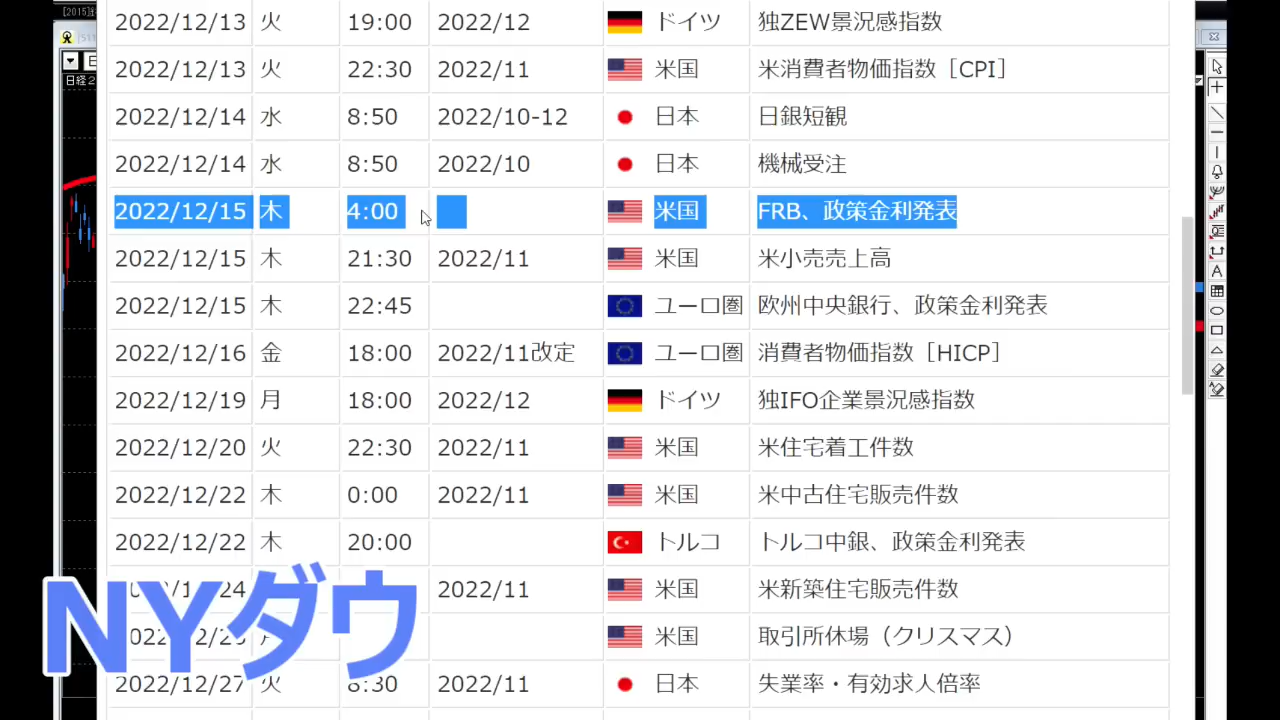 [2015]
2022/12/13 火 19:00 2022/12 ドイツ 独ZEW景況感指数
2022/12/13 火 22:30 2022/11 米国 米消費者物価指数［CPI］
2022/12/14 水 8:50 2022/10-12 日本 日銀短観
日経2
2022/12/14 水 8:50 2022/10 日本 機械受注
2022/12/15 木 4:00 米国 FRB、政策金利発表
2022/12/15 木 21:30 2022/11 米国 米小売売上高
2022/12/15 木 22:45 ユーロ圏 欧州中央銀行、政策金利発表
2022/12/16 金 18:00 2022/11改定 ユーロ圏 消費者物価指数［HICP］
2022/12/19 月 18:00 2022/12 ドイツ 独IFO企業景況感指数
2022/12/20 火 22:30 2022/11 米国 米住宅着工件数
2022/12/22 木 0:00 2022/11 米国 米中古住宅販売件数
2022/12/22 木 20:00 トルコ トルコ中銀、政策金利発表
2022/11 米国 米新築住宅販売件数
米国 取引所休場（クリスマス）
2022/12/27 火 8:30 2022/11 日本 失業率・有効求人倍率
NYダウ